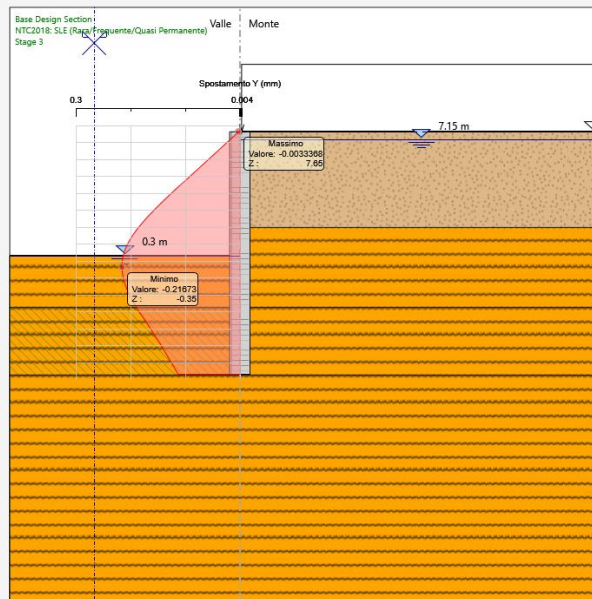 Base Design Section
NTC2018: SLE (Rara/Frequente/Quasi Permanente)
Stage 3
Valle
Monte
Spostamento Y (mm)
0.3
0.004
7.15 m
Massimo
Valore: -0.0033368
Z : 7.65
0.3 m
Minimo
Valore: -0.21673
Z : -0.35